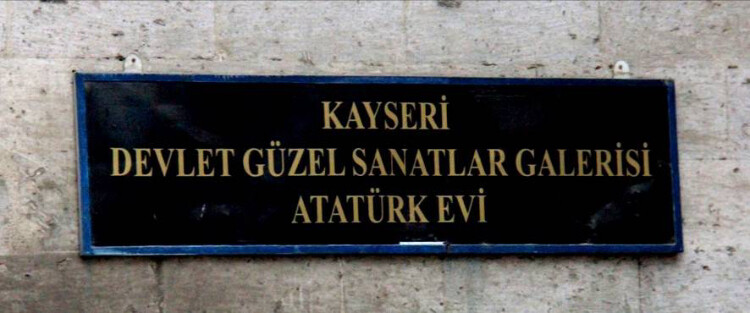 KAYSERİ
DEVLET GÜZEL SANATLAR GALERİSİ
ATATÜRK EVİ